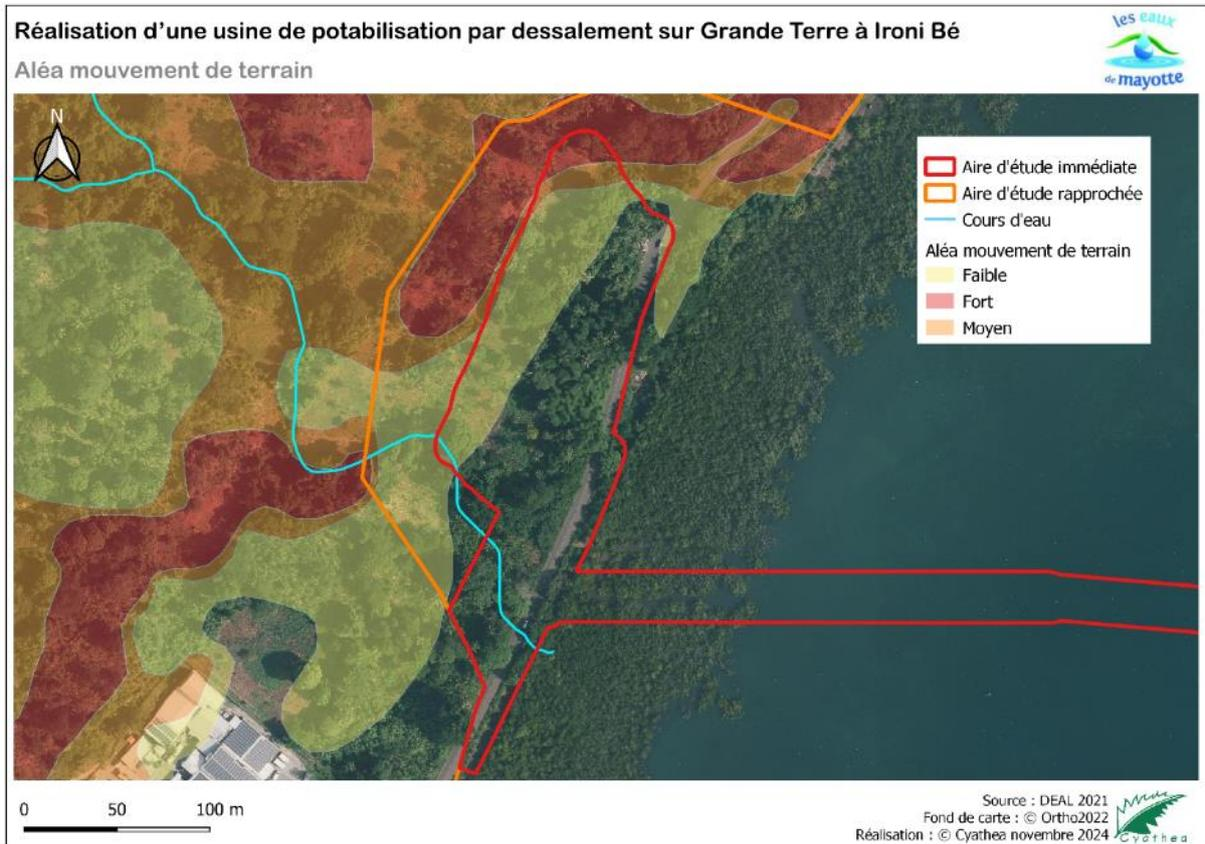 Réalisation d'une usine de potabilisation par dessalement sur Grande Terre à Ironi Bé
Aléa mouvement de terrain
les eaux
de mayotte
N
Aire d'étude immédiate
Aire d'étude rapprochée
Cours d'eau
Aléa mouvement de terrain
Faible
Fort
Moyen
0 50 100 m
Source : DEAL 2021
Fond de carte : © Ortho2022
Réalisation : © Cyathea novembre 2024
Cyathea